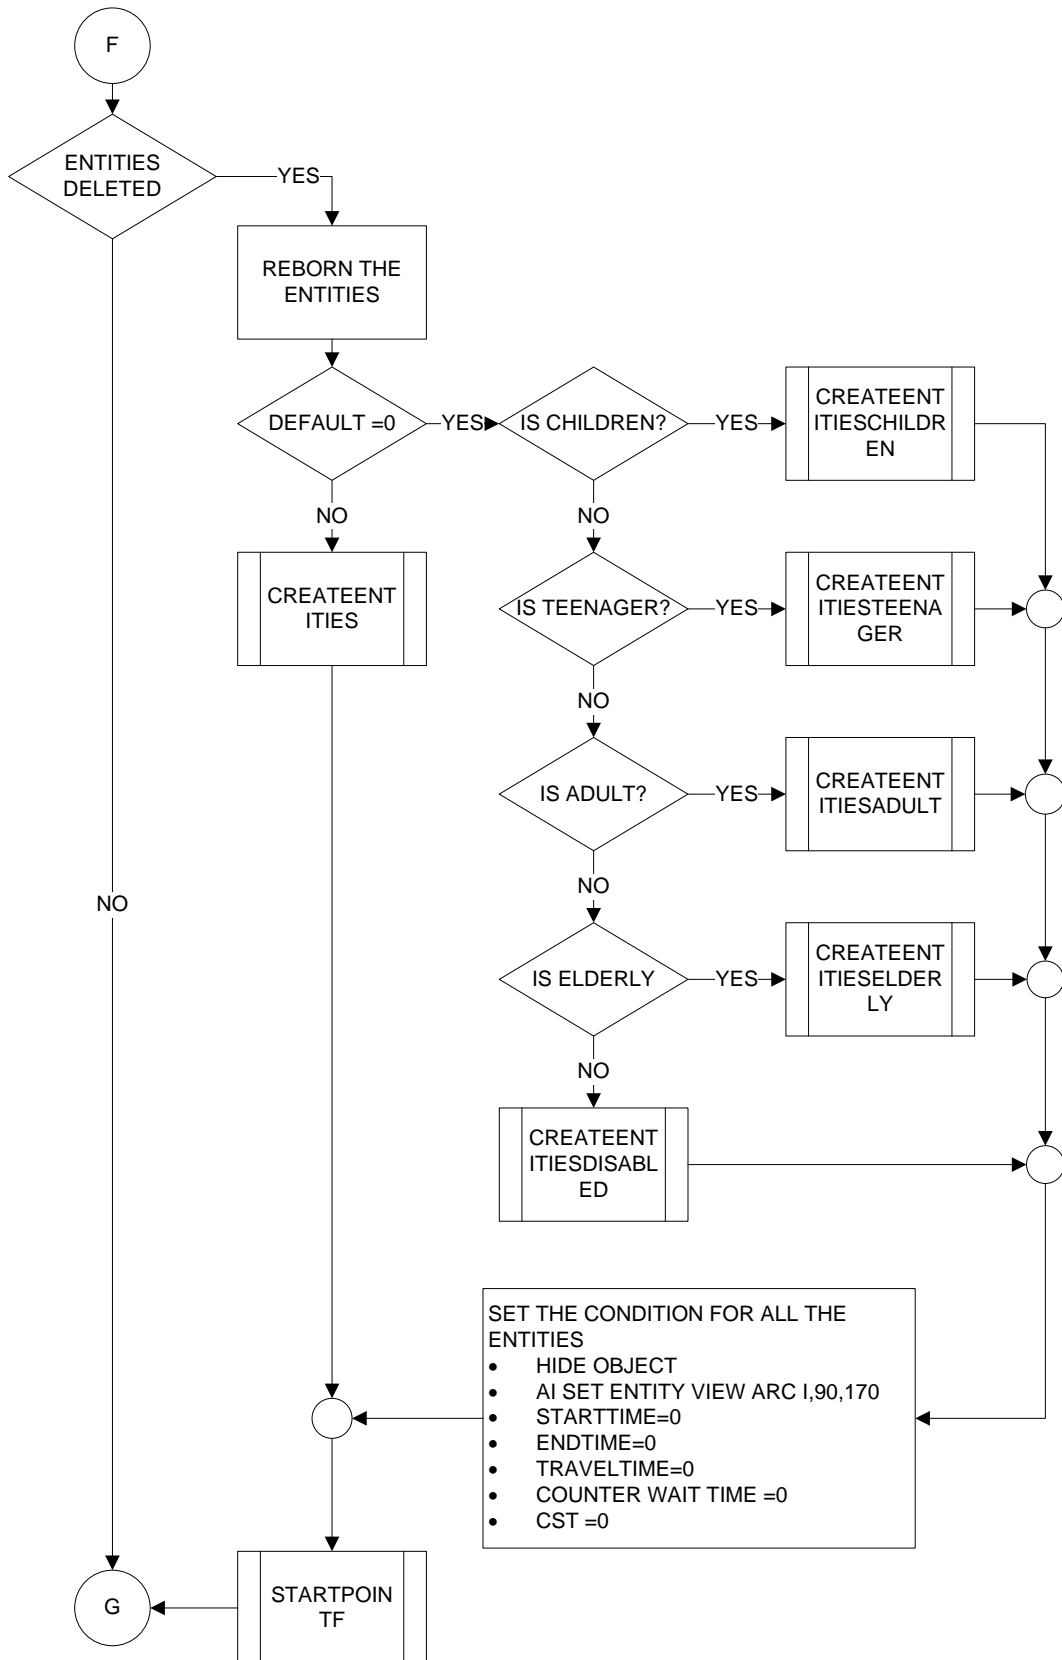 F
ENTITIES
DELETED
YES
REBORN THE
ENTITIES
DEFAULT =0
YES
IS CHILDREN?
YES
CREATEENT
ITIESCHILDR
EN
NO
NO
CREATEENT
ITIES
IS TEENAGER?
YES
CREATEENT
ITIESTEENA
GER
NO
IS ADULT?
YES
CREATEENT
ITIESADULT
NO
NO
IS ELDERLY
YES
CREATEENT
ITIESELDER
LY
NO
CREATEENT
ITIESDISABL
ED
SET THE CONDITION FOR ALL THE
ENTITIES
• HIDE OBJECT
• AI SET ENTITY VIEW ARC I,90,170
• STARTTIME=0
• ENDTIME=0
• TRAVELTIME=0
• COUNTER WAIT TIME =0
• CST =0
STARTPOIN
TF
G